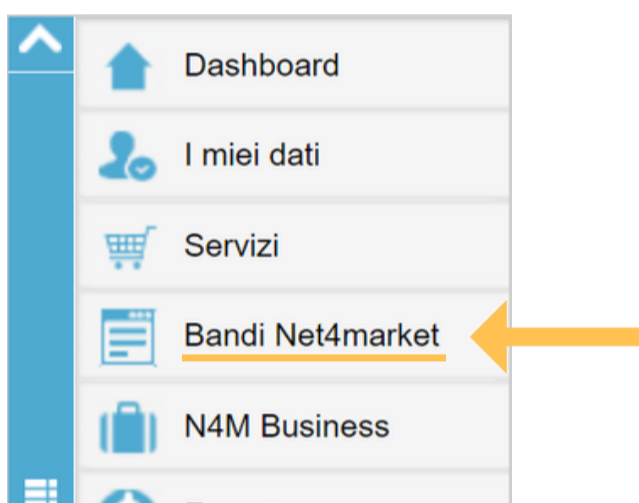 Dashboard
I miei dati
Servizi
Bandi Net4market
N4M Business